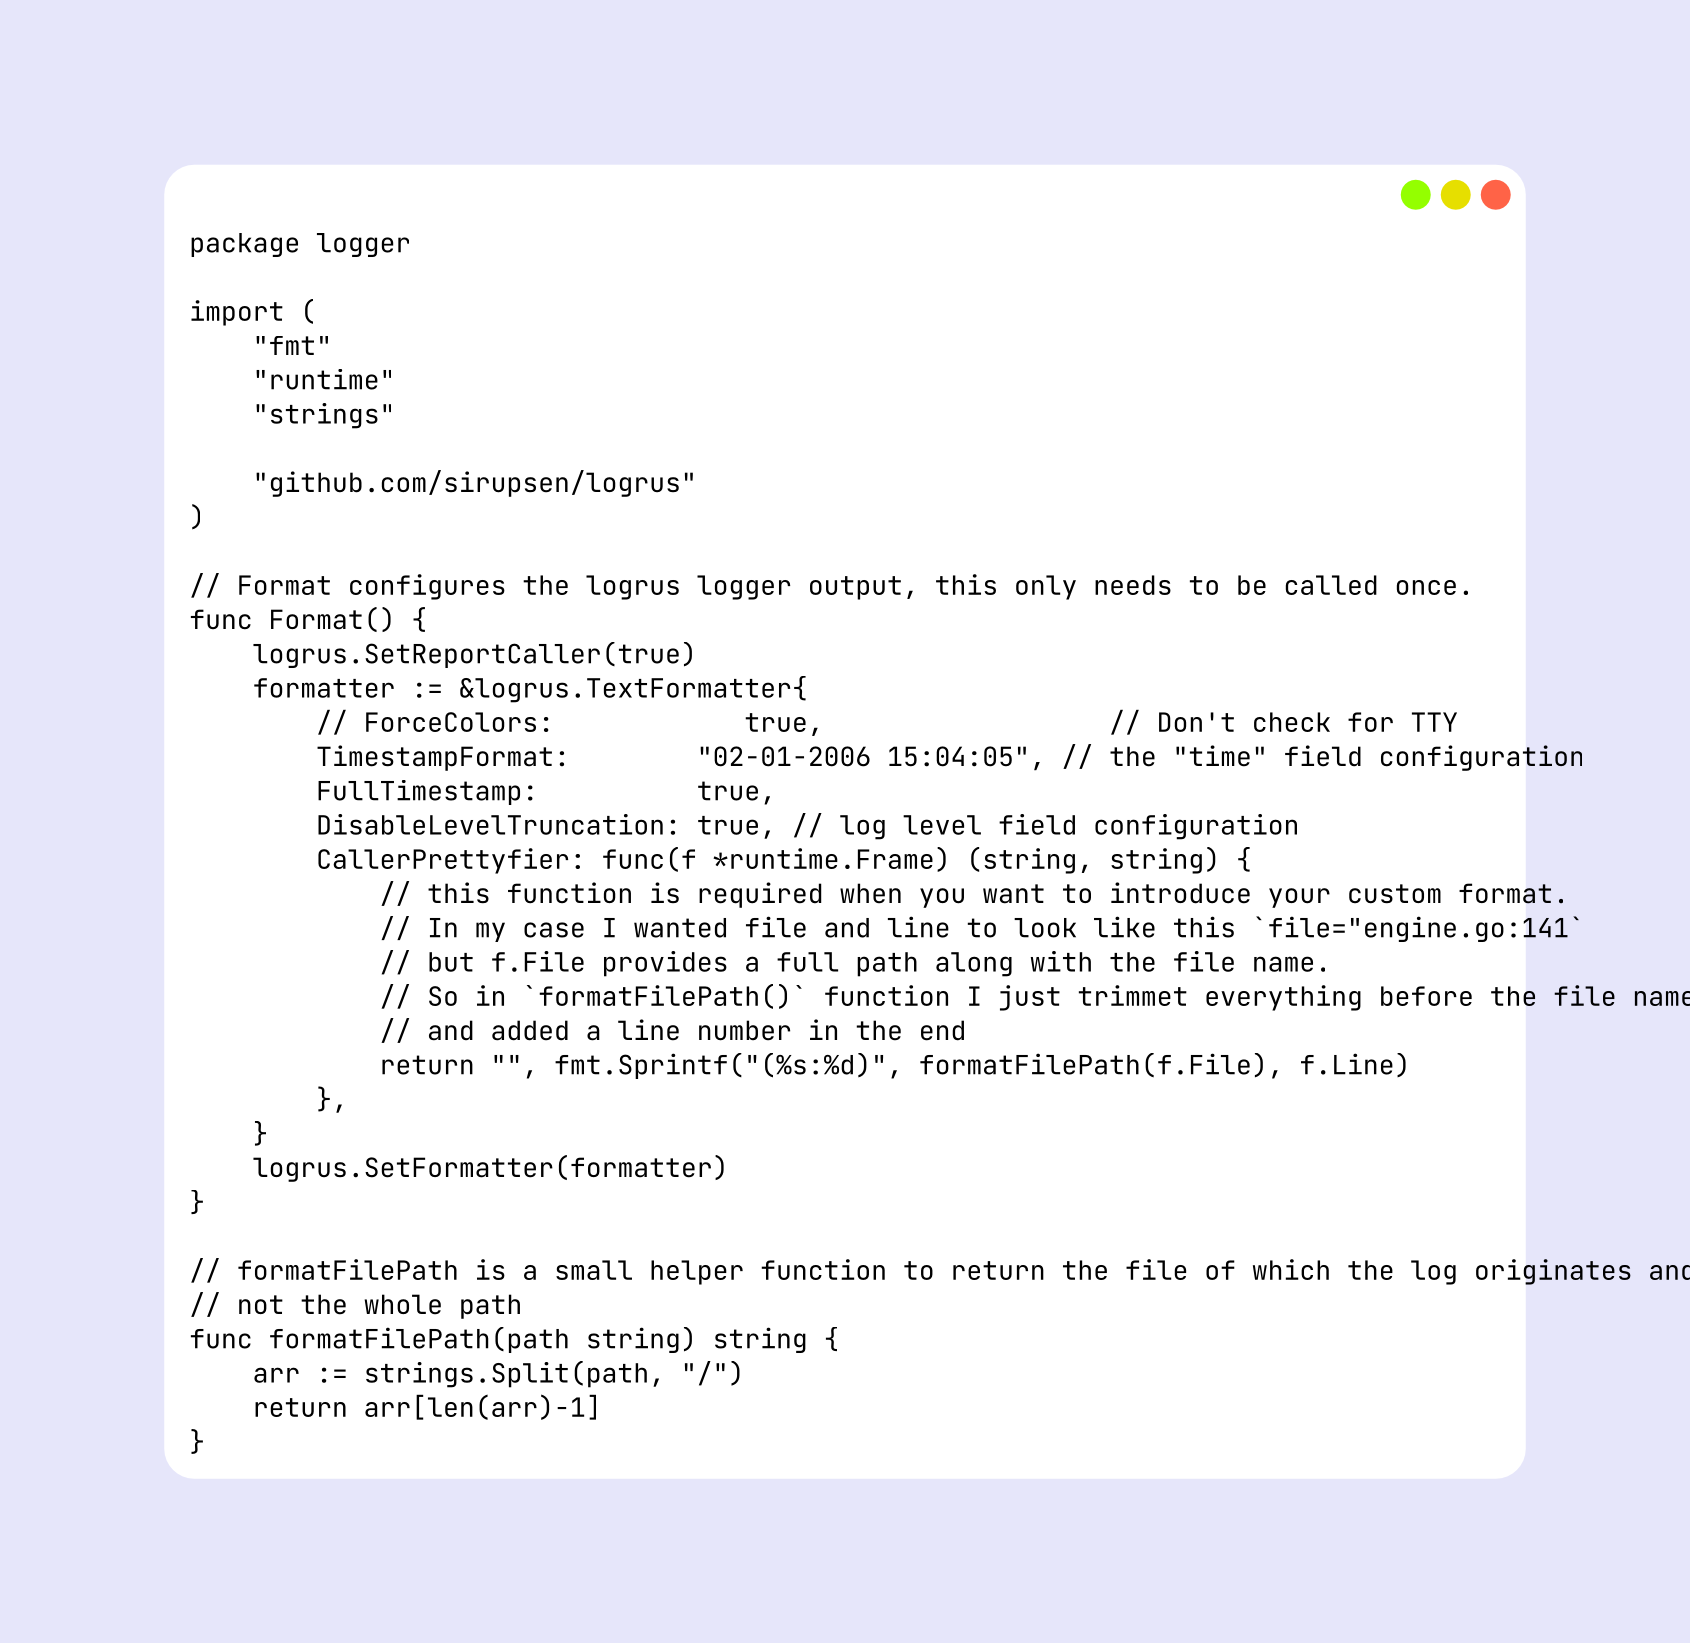 package logger

import (
    "fmt"
    "runtime"
    "strings"

    "github.com/sirupsen/logrus"
)

// Format configures the logrus logger output, this only needs to be called once.
func Format() {
    logrus.SetReportCaller(true)
    formatter := &logrus.TextFormatter{
        // ForceColors:            true,                  // Don't check for TTY
        TimestampFormat:        "02-01-2006 15:04:05", // the "time" field configuration
        FullTimestamp:          true,
        DisableLevelTruncation: true, // log level field configuration
        CallerPrettyfier: func(f *runtime.Frame) (string, string) {
            // this function is required when you want to introduce your custom format.
            // In my case I wanted file and line to look like this `file="engine.go:141`
            // but f.File provides a full path along with the file name.
            // So in `formatFilePath()` function I just trimmet everything before the file name
            // and added a line number in the end
            return "", fmt.Sprintf("(%s:%d)", formatFilePath(f.File), f.Line)
        },
    }
    logrus.SetFormatter(formatter)
}

// formatFilePath is a small helper function to return the file of which the log originates and
// not the whole path
func formatFilePath(path string) string {
    arr := strings.Split(path, "/")
    return arr[len(arr)-1]
}